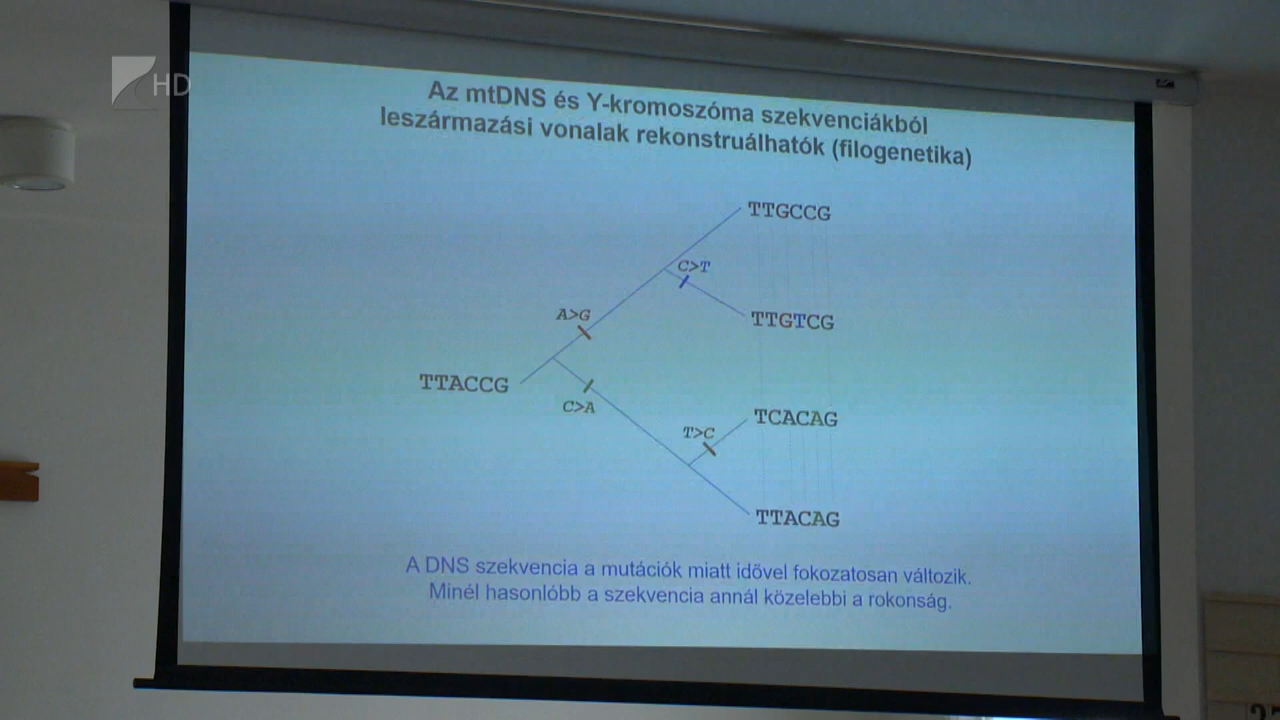 HD
Az mtDNS és Y-kromoszóma szekvenciákból
leszármazási vonalak rekonstruálhatók (filogenetika)
TTGCCG
C>T
A>G
TTGTCG
TTACCG
C>A
TCACAG
T>C
TTACAG
A DNS szekvencia a mutációk miatt idővel fokozatosan változik.
Minél hasonlóbb a szekvencia annál közelebbi a rokonság.